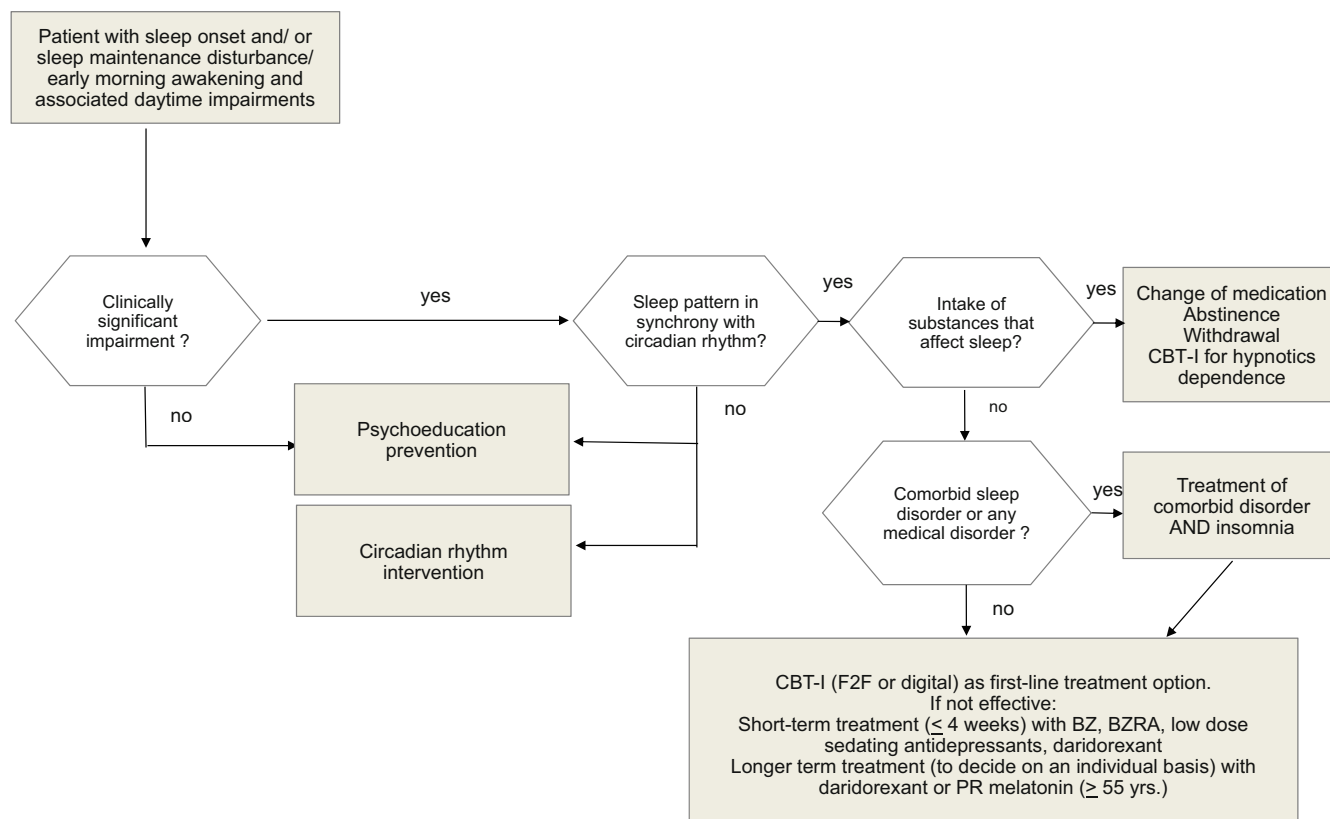 Patient with sleep onset and/ or
sleep maintenance disturbance/
early morning awakening and
associated daytime impairments
Clinically
significant
impairment ?
yes
Sleep pattern in
synchrony with
circadian rhythm?
yes
Intake of
substances that
affect sleep?
yes
Change of medication
Abstinence
Withdrawal
CBT-I for hypnotics
dependence
no
Psychoeducation
prevention
no
no
Circadian rhythm
intervention
Comorbid sleep
disorder or any
medical disorder ?
yes
Treatment of
comorbid disorder
AND insomnia
no
CBT-I (F2F or digital) as first-line treatment option.
If not effective:
Short-term treatment (≤ 4 weeks) with BZ, BZRA, low dose
sedating antidepressants, daridorexant
Longer term treatment (to decide on an individual basis) with
daridorexant or PR melatonin (≥ 55 yrs.)